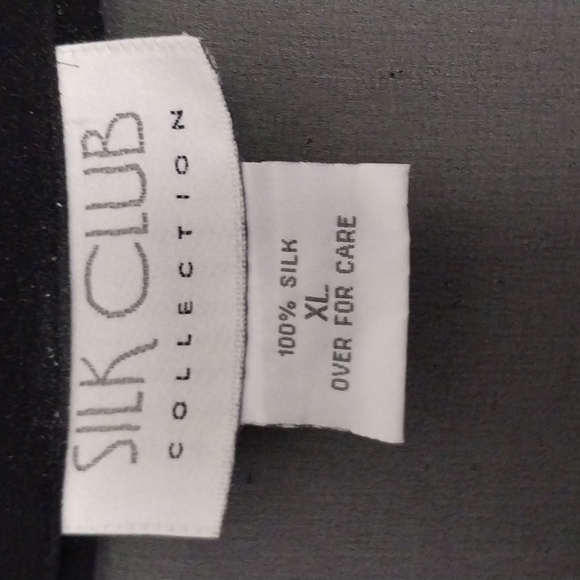 SILK CLUB
COLLECTION
100% SILK
XL
OVER FOR CARE